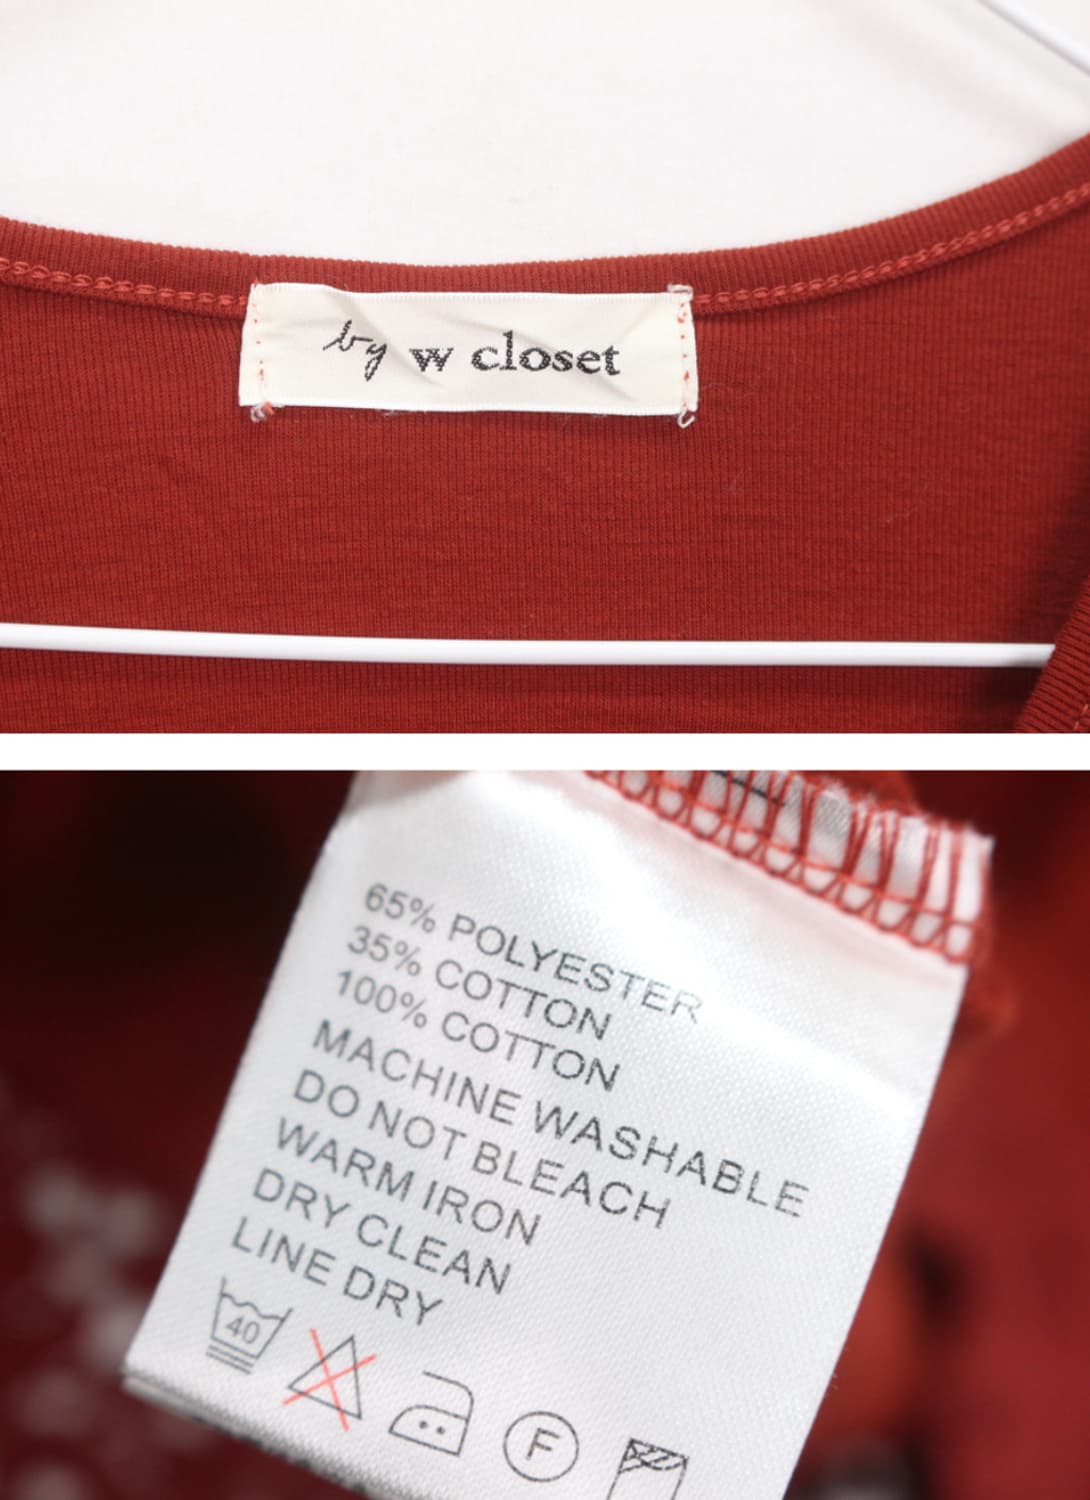 by w closet
65% POLYESTER
35% COTTON
100% COTTON
MACHINE WASHABLE
DO NOT BLEACH
WARM IRON
DRY CLEAN
LINE DRY
40
F